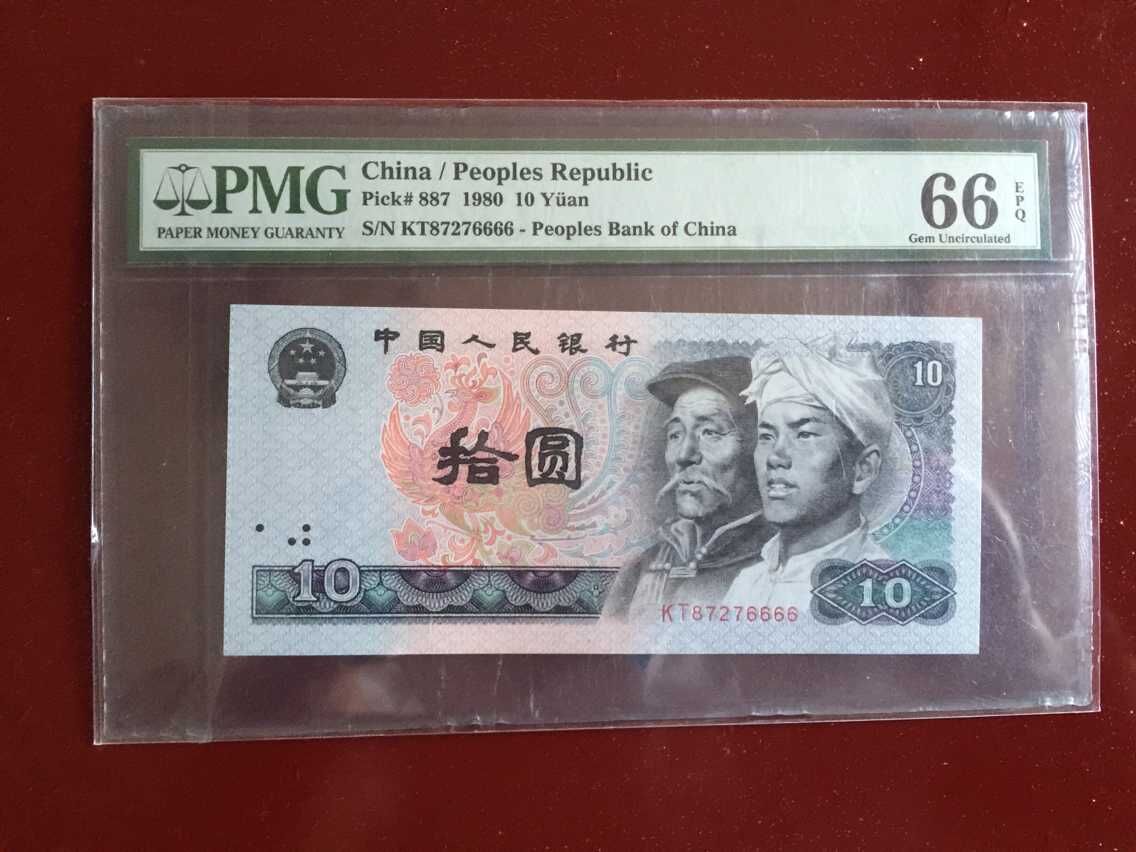 PMG
PAPER MONEY GUARANTY
China / Peoples Republic
Pick# 887 1980 10 Yüan
S/N KT87276666 - Peoples Bank of China
66
EPQ
Gem Uncirculated
中国人民银行
10
拾圆
10
KT87276666
10